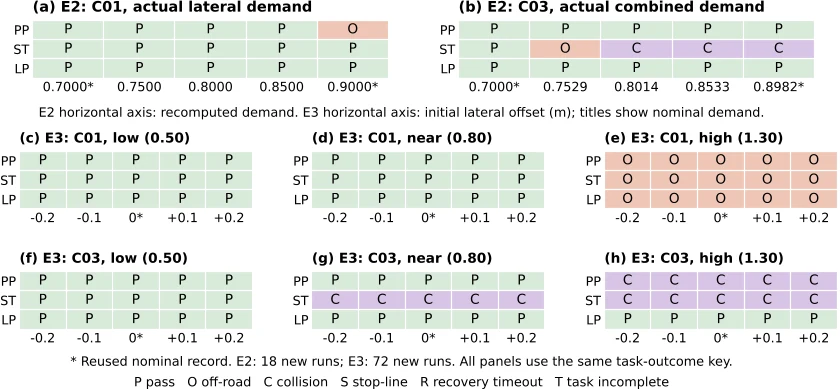 (a) E2: C01, actual lateral demand
PP P P P P O
ST P P P P P
LP P P P P P
0.7000* 0.7500 0.8000 0.8500 0.9000*
(b) E2: C03, actual combined demand
PP P P P P P
ST P O C C C
LP P P P P P
0.7000* 0.7529 0.8014 0.8533 0.8982*
E2 horizontal axis: recomputed demand. E3 horizontal axis: initial lateral offset (m); titles show nominal demand.
(c) E3: C01, low (0.50)
PP P P P P P
ST P P P P P
LP P P P P P
-0.2 -0.1 0* +0.1 +0.2
(d) E3: C01, near (0.80)
PP P P P P P
ST P P P P P
LP P P P P P
-0.2 -0.1 0* +0.1 +0.2
(e) E3: C01, high (1.30)
PP O O O O O
ST O O O O O
LP O O O O O
-0.2 -0.1 0* +0.1 +0.2
(f) E3: C03, low (0.50)
PP P P P P P
ST P P P P P
LP P P P P P
-0.2 -0.1 0* +0.1 +0.2
(g) E3: C03, near (0.80)
PP P P P P P
ST C C C C C
LP P P P P P
-0.2 -0.1 0* +0.1 +0.2
(h) E3: C03, high (1.30)
PP C C C C C
ST C C C C C
LP P P P P P
-0.2 -0.1 0* +0.1 +0.2
* Reused nominal record. E2: 18 new runs; E3: 72 new runs. All panels use the same task-outcome key.
P pass O off-road C collision S stop-line R recovery timeout T task incomplete